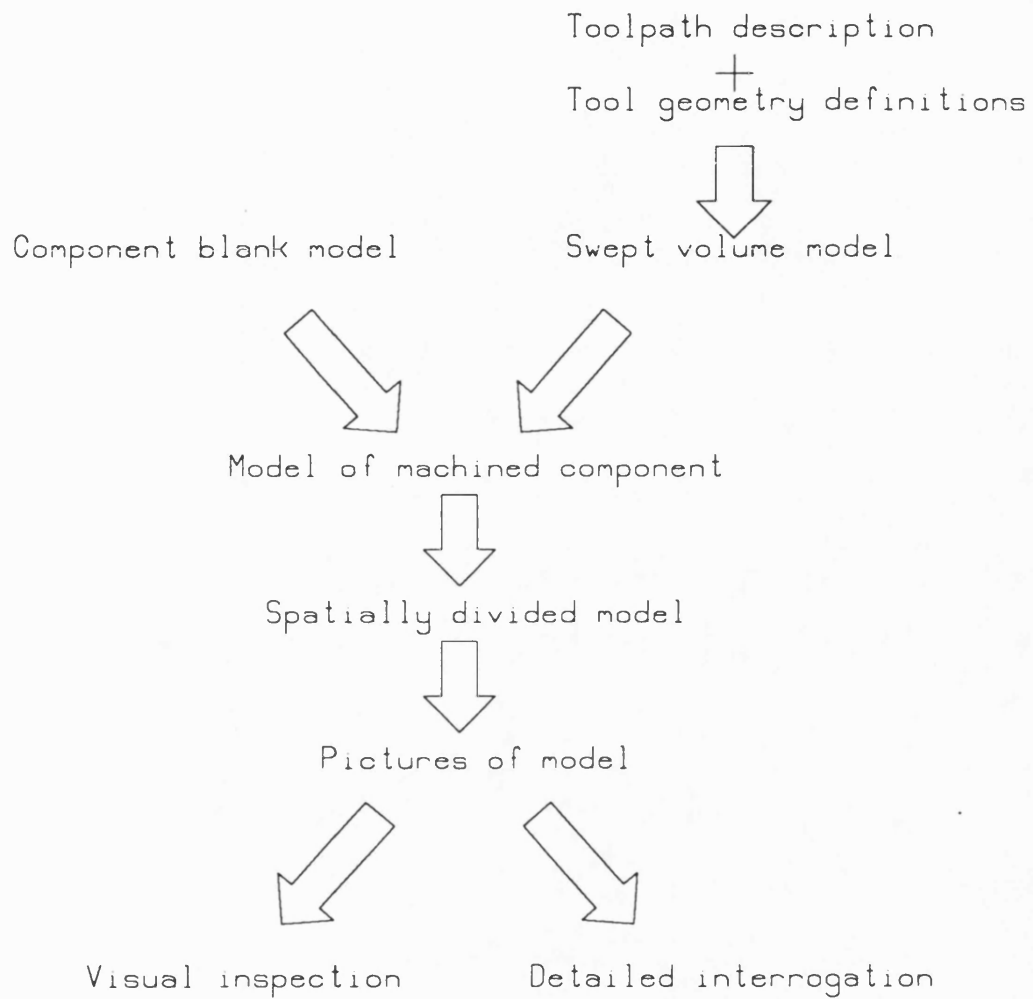 Toolpath description
+
Tool geometry definitions
Component blank model
Swept volume model
Model of machined component
Spatially divided model
Pictures of model
Visual inspection
Detailed interrogation